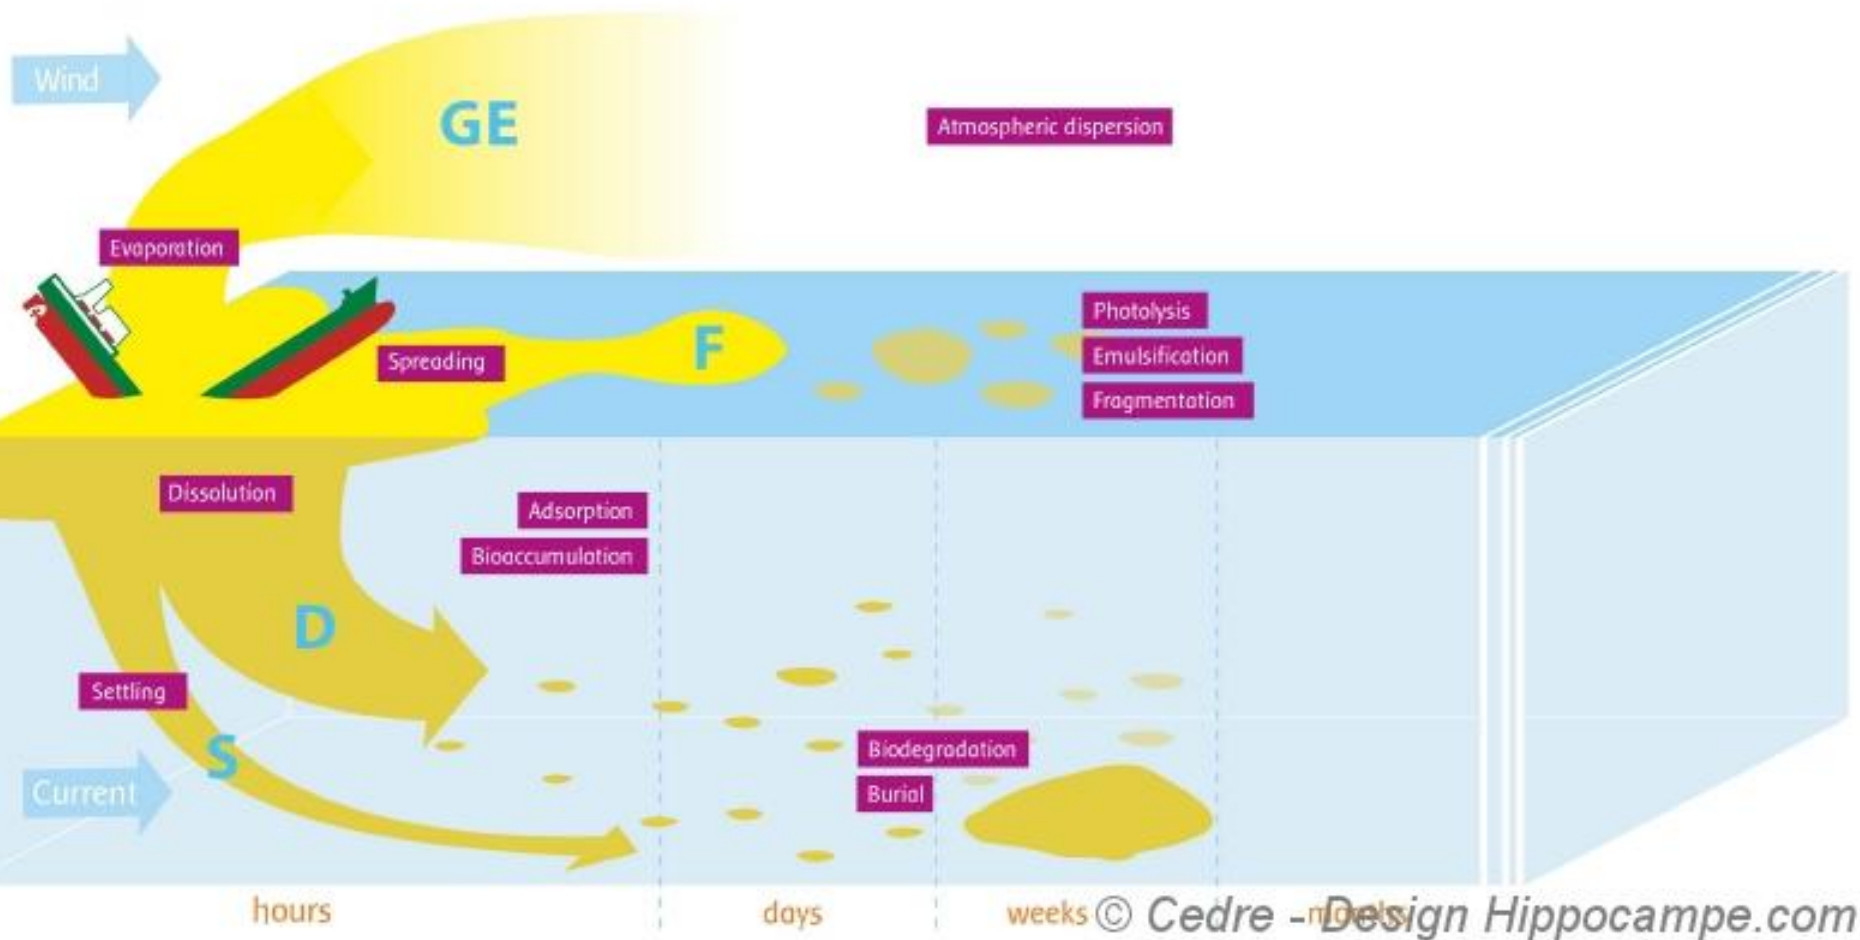 Wind
GE
Atmospheric dispersion
Evaporation
Photolysis
Spreading
F
Emulsification
Fragmentation
Dissolution
Adsorption
Bioaccumulation
D
Settling
S
Biodegradation
Current
Burial
hours
days
weeks
months
© Cedre - Design Hippocampe.com